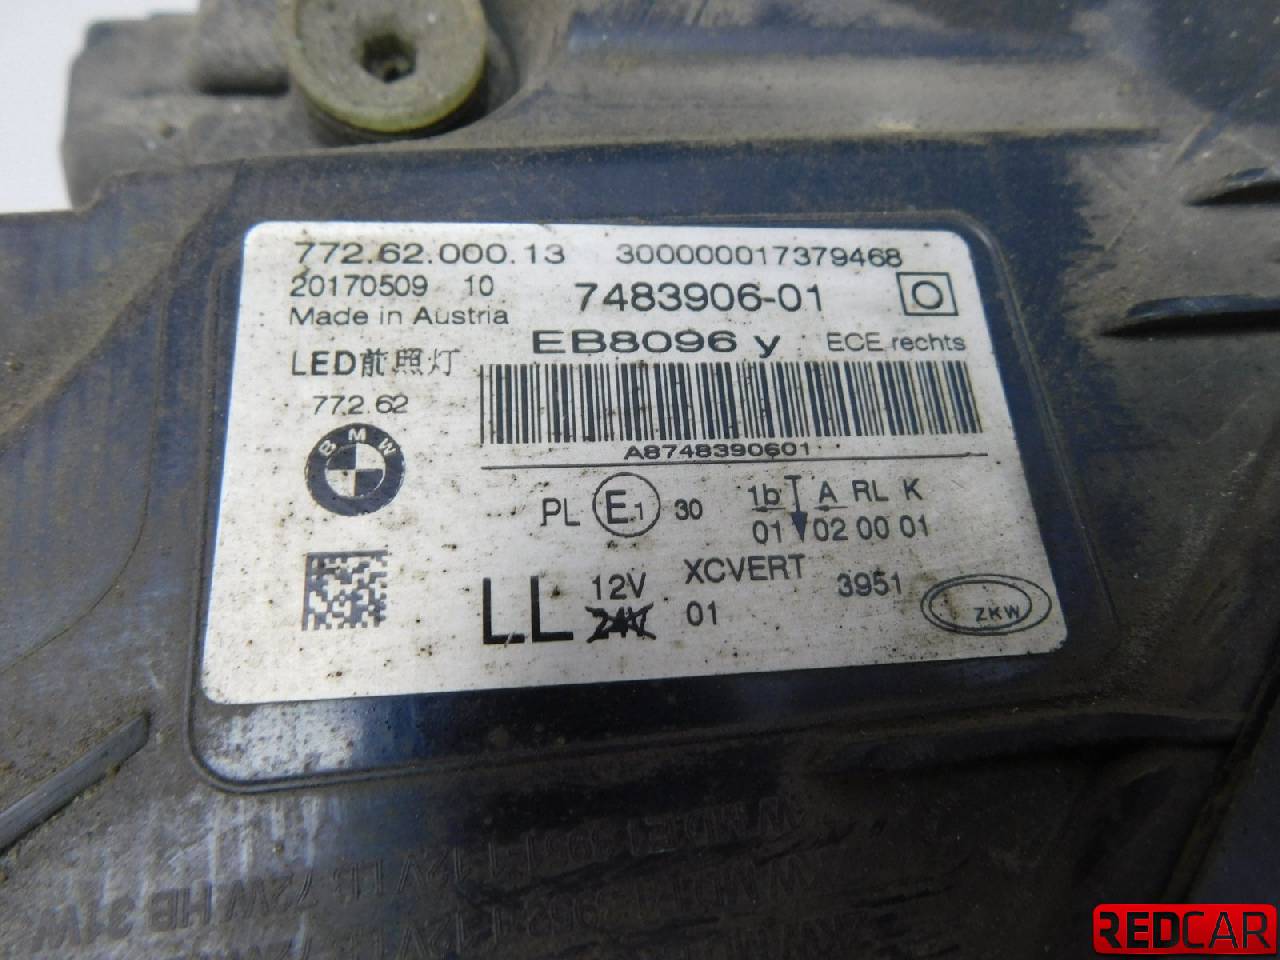 772.62.000.13 300000017379468
20170509 10 7483906-01
Made in Austria
EB8096 y ECE rechts
LED前照灯
77.2.62
BMW
A8748390601
PL E1 30 1b A RL K
01 02 00 01
LL 12V XCVERT 3951
24V 01
ZKW
REDCAR